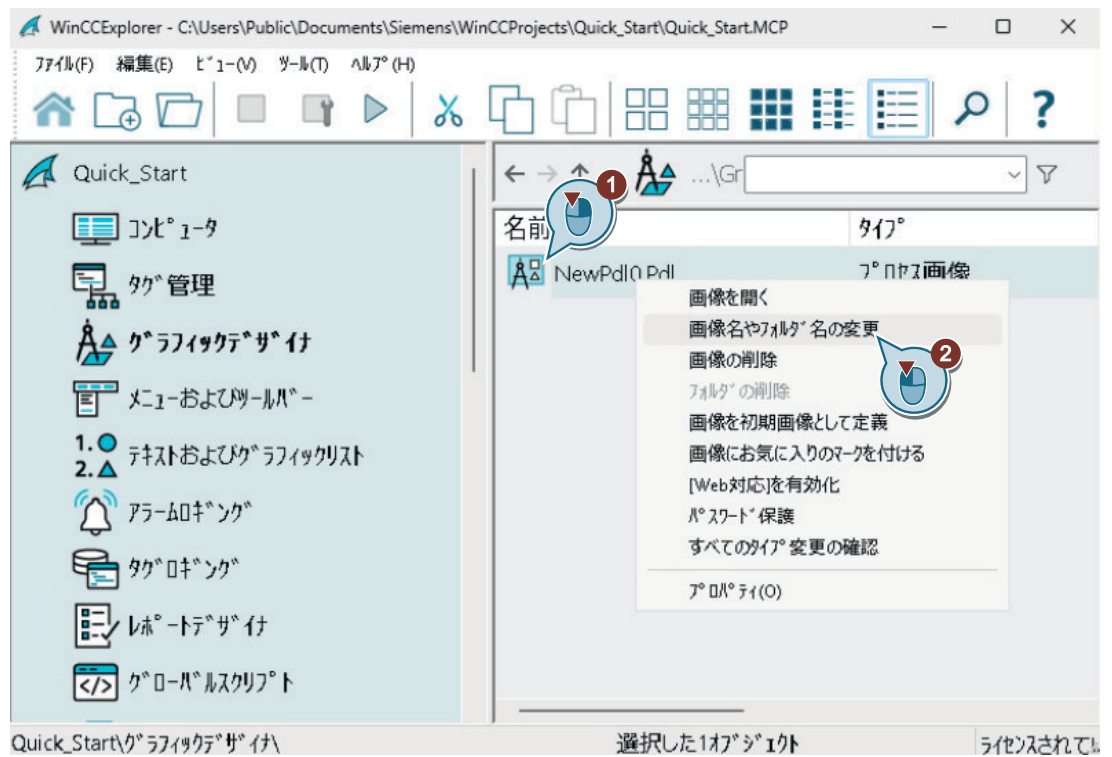 WinCCExplorer - C:\Users\Public\Documents\Siemens\WinCCProjects\Quick_Start\Quick_Start.MCP
ﾌｧｲﾙ(F) 編集(E) ﾋﾞｭｰ(V) ﾂｰﾙ(T) ﾍﾙﾌﾟ(H)
?
Quick_Start
...\Gr
1
ｺﾝﾋﾟｭｰﾀ
名前
ﾀｲﾌﾟ
ﾀｸﾞ管理
NewPdl0.Pdl
ﾌﾟﾛｾｽ画像
画像を開く
画像名やﾌｫﾙﾀﾞ名の変更
2
ｸﾞﾗﾌｨｯｸﾃﾞｻﾞｲﾅ
画像の削除
ﾌｫﾙﾀﾞの削除
ﾒﾆｭｰおよびﾂｰﾙﾊﾞｰ
画像を初期画像として定義
1.
2.
ﾃｷｽﾄおよびｸﾞﾗﾌｨｯｸﾘｽﾄ
画像にお気に入りのﾏｰｸを付ける
[Web対応]を有効化
ｱﾗｰﾑﾛｷﾞﾝｸﾞ
ﾊﾟｽﾜｰﾄﾞ保護
すべてのﾀｲﾌﾟ変更の確認
ﾀｸﾞﾛｷﾞﾝｸﾞ
ﾌﾟﾛﾊﾟﾃｨ(O)
ﾚﾎﾟｰﾄﾃﾞｻﾞｲﾅ
</> ｸﾞﾛｰﾊﾞﾙｽｸﾘﾌﾟﾄ
Quick_Start\ｸﾞﾗﾌｨｯｸﾃﾞｻﾞｲﾅ\
選択した1ｵﾌﾞｼﾞｪｸﾄ
ﾗｲｾﾝｽされて